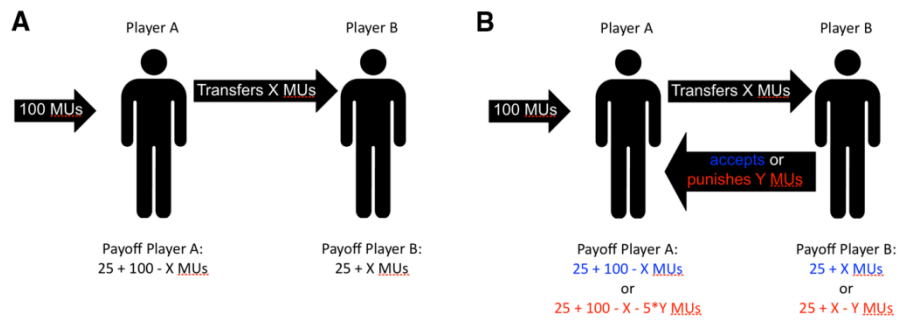 A
Player A
Player B
100 MUs
Transfers X MUs
Payoff Player A:
25 + 100 - X MUs
Payoff Player B:
25 + X MUs
B
Player A
Player B
100 MUs
Transfers X MUs
accepts or
punishes Y MUs
Payoff Player A:
25 + 100 - X MUs
or
25 + 100 - X - 5*Y MUs
Payoff Player B:
25 + X MUs
or
25 + X - Y MUs